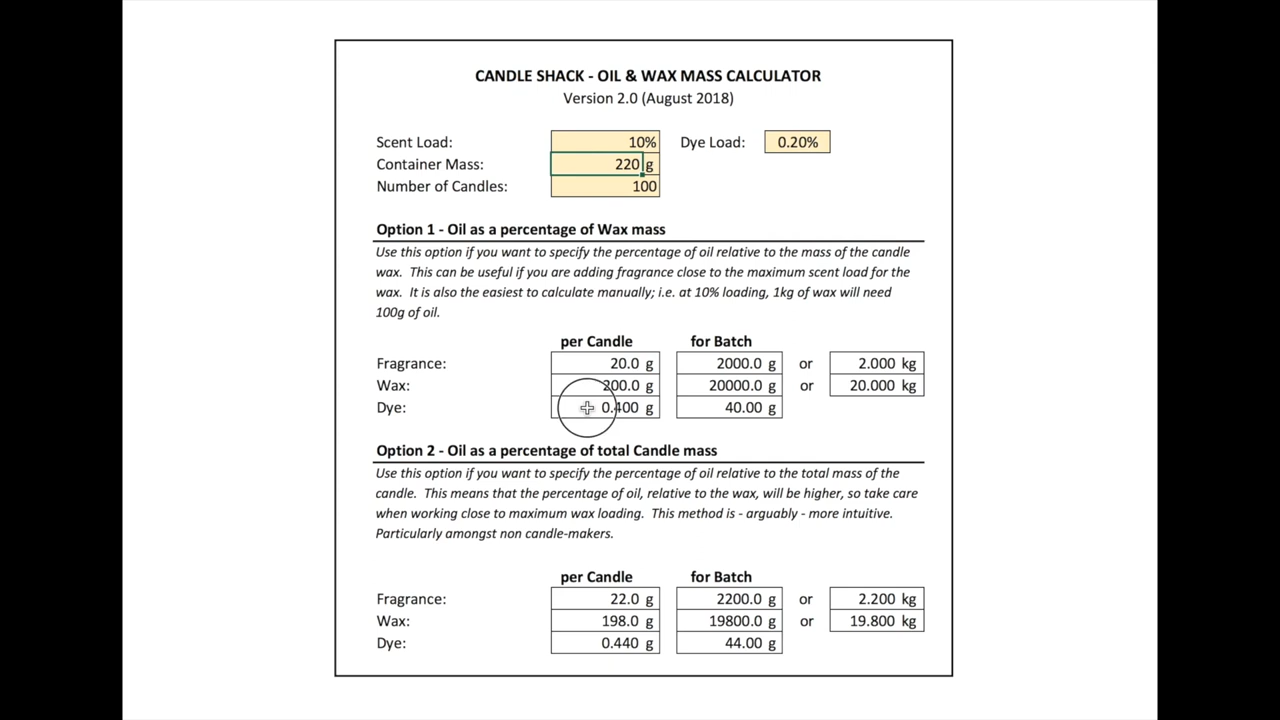 CANDLE SHACK - OIL & WAX MASS CALCULATOR
Version 2.0 (August 2018)
Scent Load: 10% Dye Load: 0.20%
Container Mass: 220 g
Number of Candles: 100
Option 1 - Oil as a percentage of Wax mass
Use this option if you want to specify the percentage of oil relative to the mass of the candle
wax. This can be useful if you are adding fragrance close to the maximum scent load for the
wax. It is also the easiest to calculate manually; i.e. at 10% loading, 1kg of wax will need
100g of oil.
per Candle for Batch
Fragrance: 20.0 g 2000.0 g or 2.000 kg
Wax: 200.0 g 20000.0 g or 20.000 kg
Dye: 0.400 g 40.00 g
Option 2 - Oil as a percentage of total Candle mass
Use this option if you want to specify the percentage of oil relative to the total mass of the
candle. This means that the percentage of oil, relative to the wax, will be higher, so take care
when working close to maximum wax loading. This method is - arguably - more intuitive.
Particularly amongst non candle-makers.
per Candle for Batch
Fragrance: 22.0 g 2200.0 g or 2.200 kg
Wax: 198.0 g 19800.0 g or 19.800 kg
Dye: 0.440 g 44.00 g